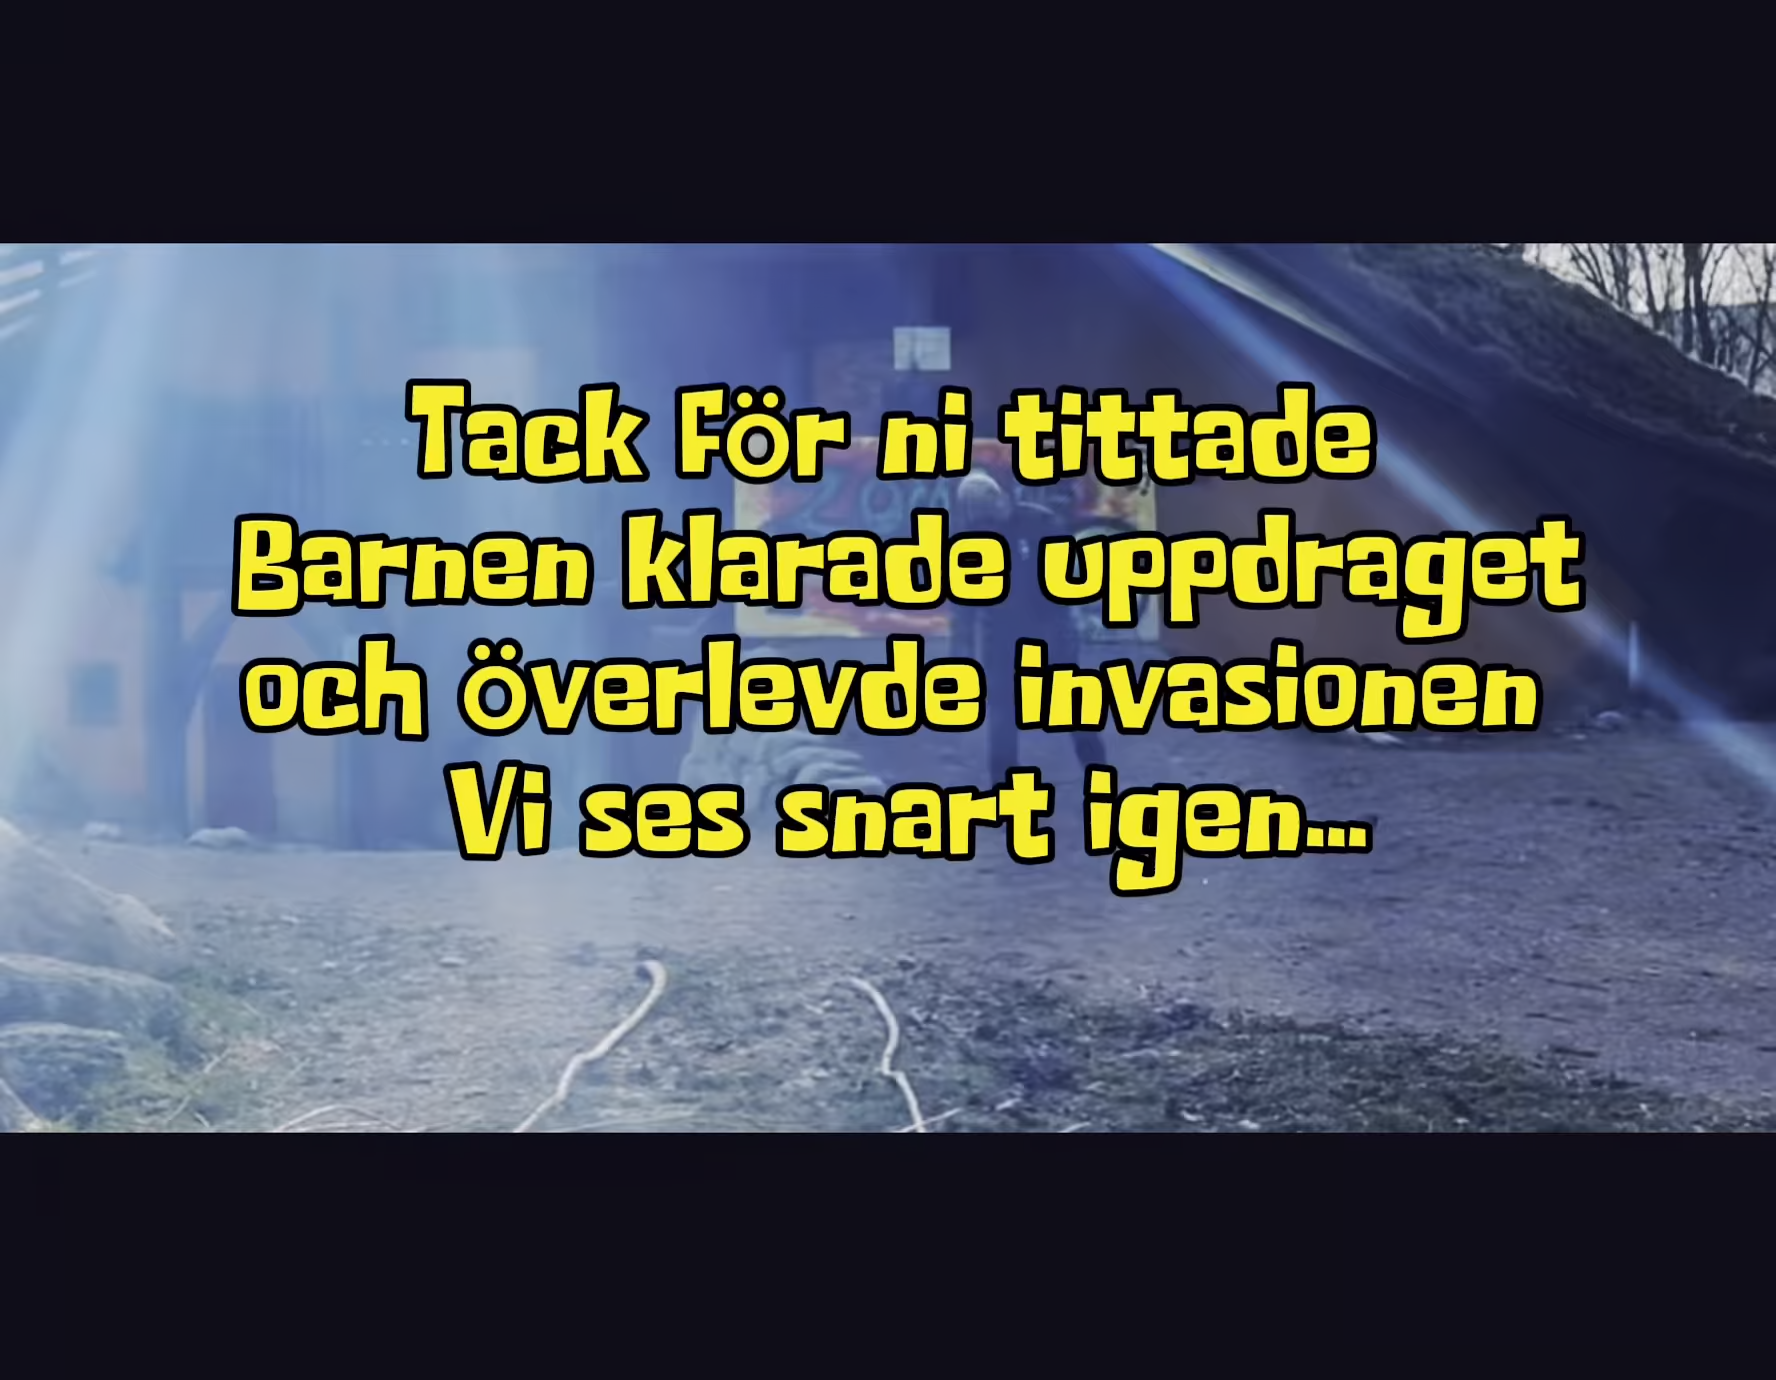 Tack För ni tittade
Barnen klarade uppdraget
och överlevde invasionen
Vi ses snart igen...